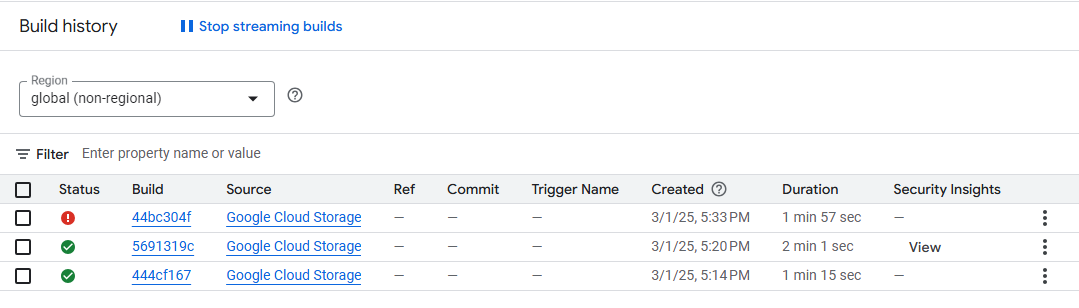 Build history Stop streaming builds
Region
global (non-regional)
Filter Enter property name or value
Status Build Source Ref Commit Trigger Name Created Duration Security Insights
44bc304f Google Cloud Storage — — — 3/1/25, 5:33 PM 1 min 57 sec —
5691319c Google Cloud Storage — — — 3/1/25, 5:20 PM 2 min 1 sec View
444cf167 Google Cloud Storage — — — 3/1/25, 5:14 PM 1 min 15 sec —